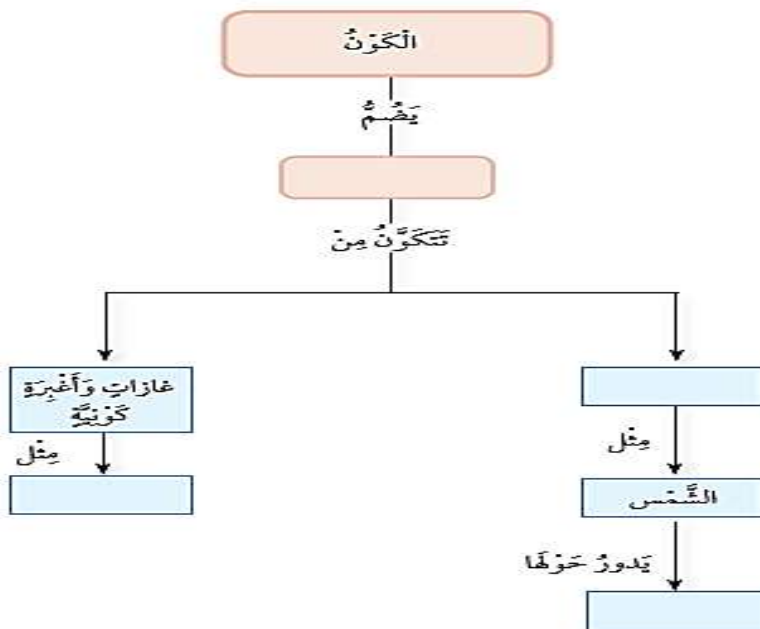 الْكَوْنُ
يَضُمُّ
تَتَكَوَّنُ مِنْ
غازاتٍ وَأَغْبِرَةٍ
كَوْنِيَّةٍ
مِثْل
مِثْل
الشَّمْس
يَدورُ حَوْلَها